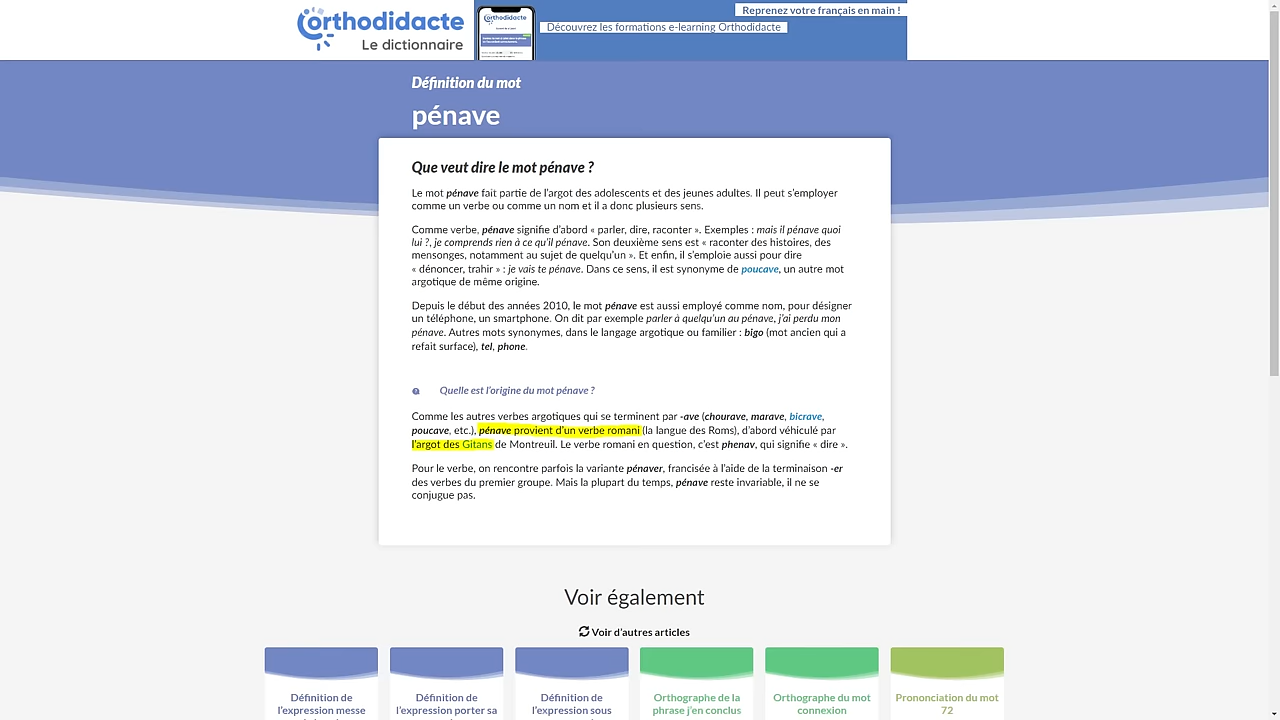 orthodidacte
Le dictionnaire
orthodidacte
Reprenez votre français en main !
Découvrez les formations e-learning Orthodidacte
Définition du mot
pénave
Que veut dire le mot pénave ?
Le mot pénave fait partie de l'argot des adolescents et des jeunes adultes. Il peut s'employer
comme un verbe ou comme un nom et il a donc plusieurs sens.
Comme verbe, pénave signifie d'abord « parler, dire, raconter ». Exemples : mais il pénave quoi
lui ?, je comprends rien à ce qu'il pénave. Son deuxième sens est « raconter des histoires, des
mensonges, notamment au sujet de quelqu'un ». Et enfin, il s'emploie aussi pour dire
« dénoncer, trahir » : je vais te pénave. Dans ce sens, il est synonyme de poucave, un autre mot
argotique de même origine.
Depuis le début des années 2010, le mot pénave est aussi employé comme nom, pour désigner
un téléphone, un smartphone. On dit par exemple parler à quelqu'un au pénave, j'ai perdu mon
pénave. Autres mots synonymes, dans le langage argotique ou familier : bigo (mot ancien qui a
refait surface), tel, phone.
Quelle est l'origine du mot pénave ?
Comme les autres verbes argotiques qui se terminent par -ave (chourave, marave, bicrave,
poucave, etc.), pénave provient d'un verbe romani (la langue des Roms), d'abord véhiculé par
l'argot des Gitans de Montreuil. Le verbe romani en question, c'est phenav, qui signifie « dire ».
Pour le verbe, on rencontre parfois la variante pénaver, francisée à l'aide de la terminaison -er
des verbes du premier groupe. Mais la plupart du temps, pénave reste invariable, il ne se
conjugue pas.
Voir également
Voir d'autres articles
Définition de
l'expression messe
Définition de
l'expression porter sa
Définition de
l'expression sous
Orthographe de la
phrase j'en conclus
Orthographe du mot
connexion
Prononciation du mot
72